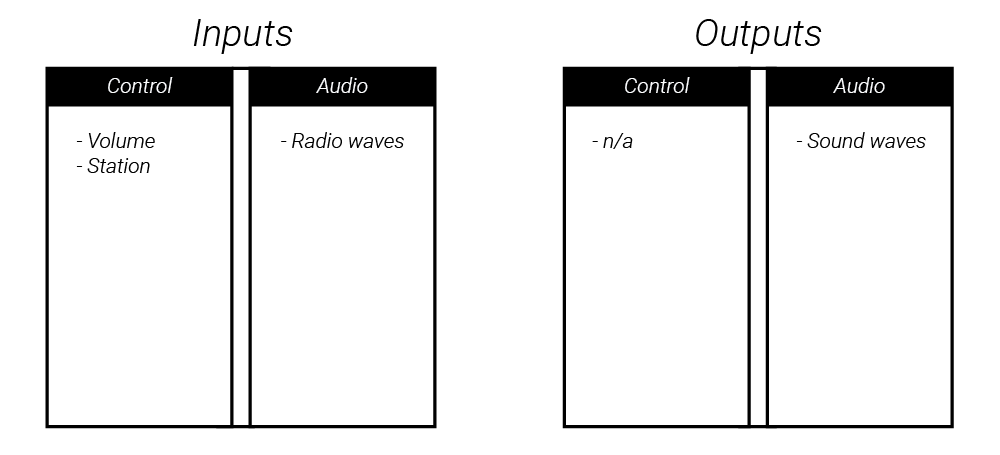 Inputs
Control
- Volume
- Station
Audio
- Radio waves
Outputs
Control
- n/a
Audio
- Sound waves